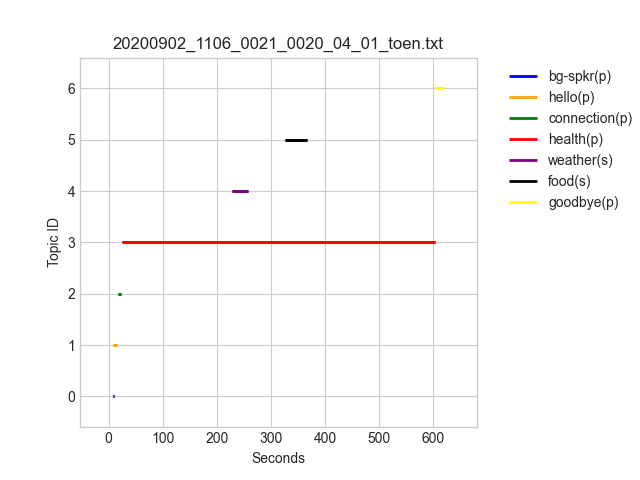 20200902_1106_0021_0020_04_01_toen.txt
bg-spkr(p)
hello(p)
connection(p)
health(p)
weather(s)
food(s)
goodbye(p)
Topic ID
6
5
4
3
2
1
0
0 100 200 300 400 500 600
Seconds